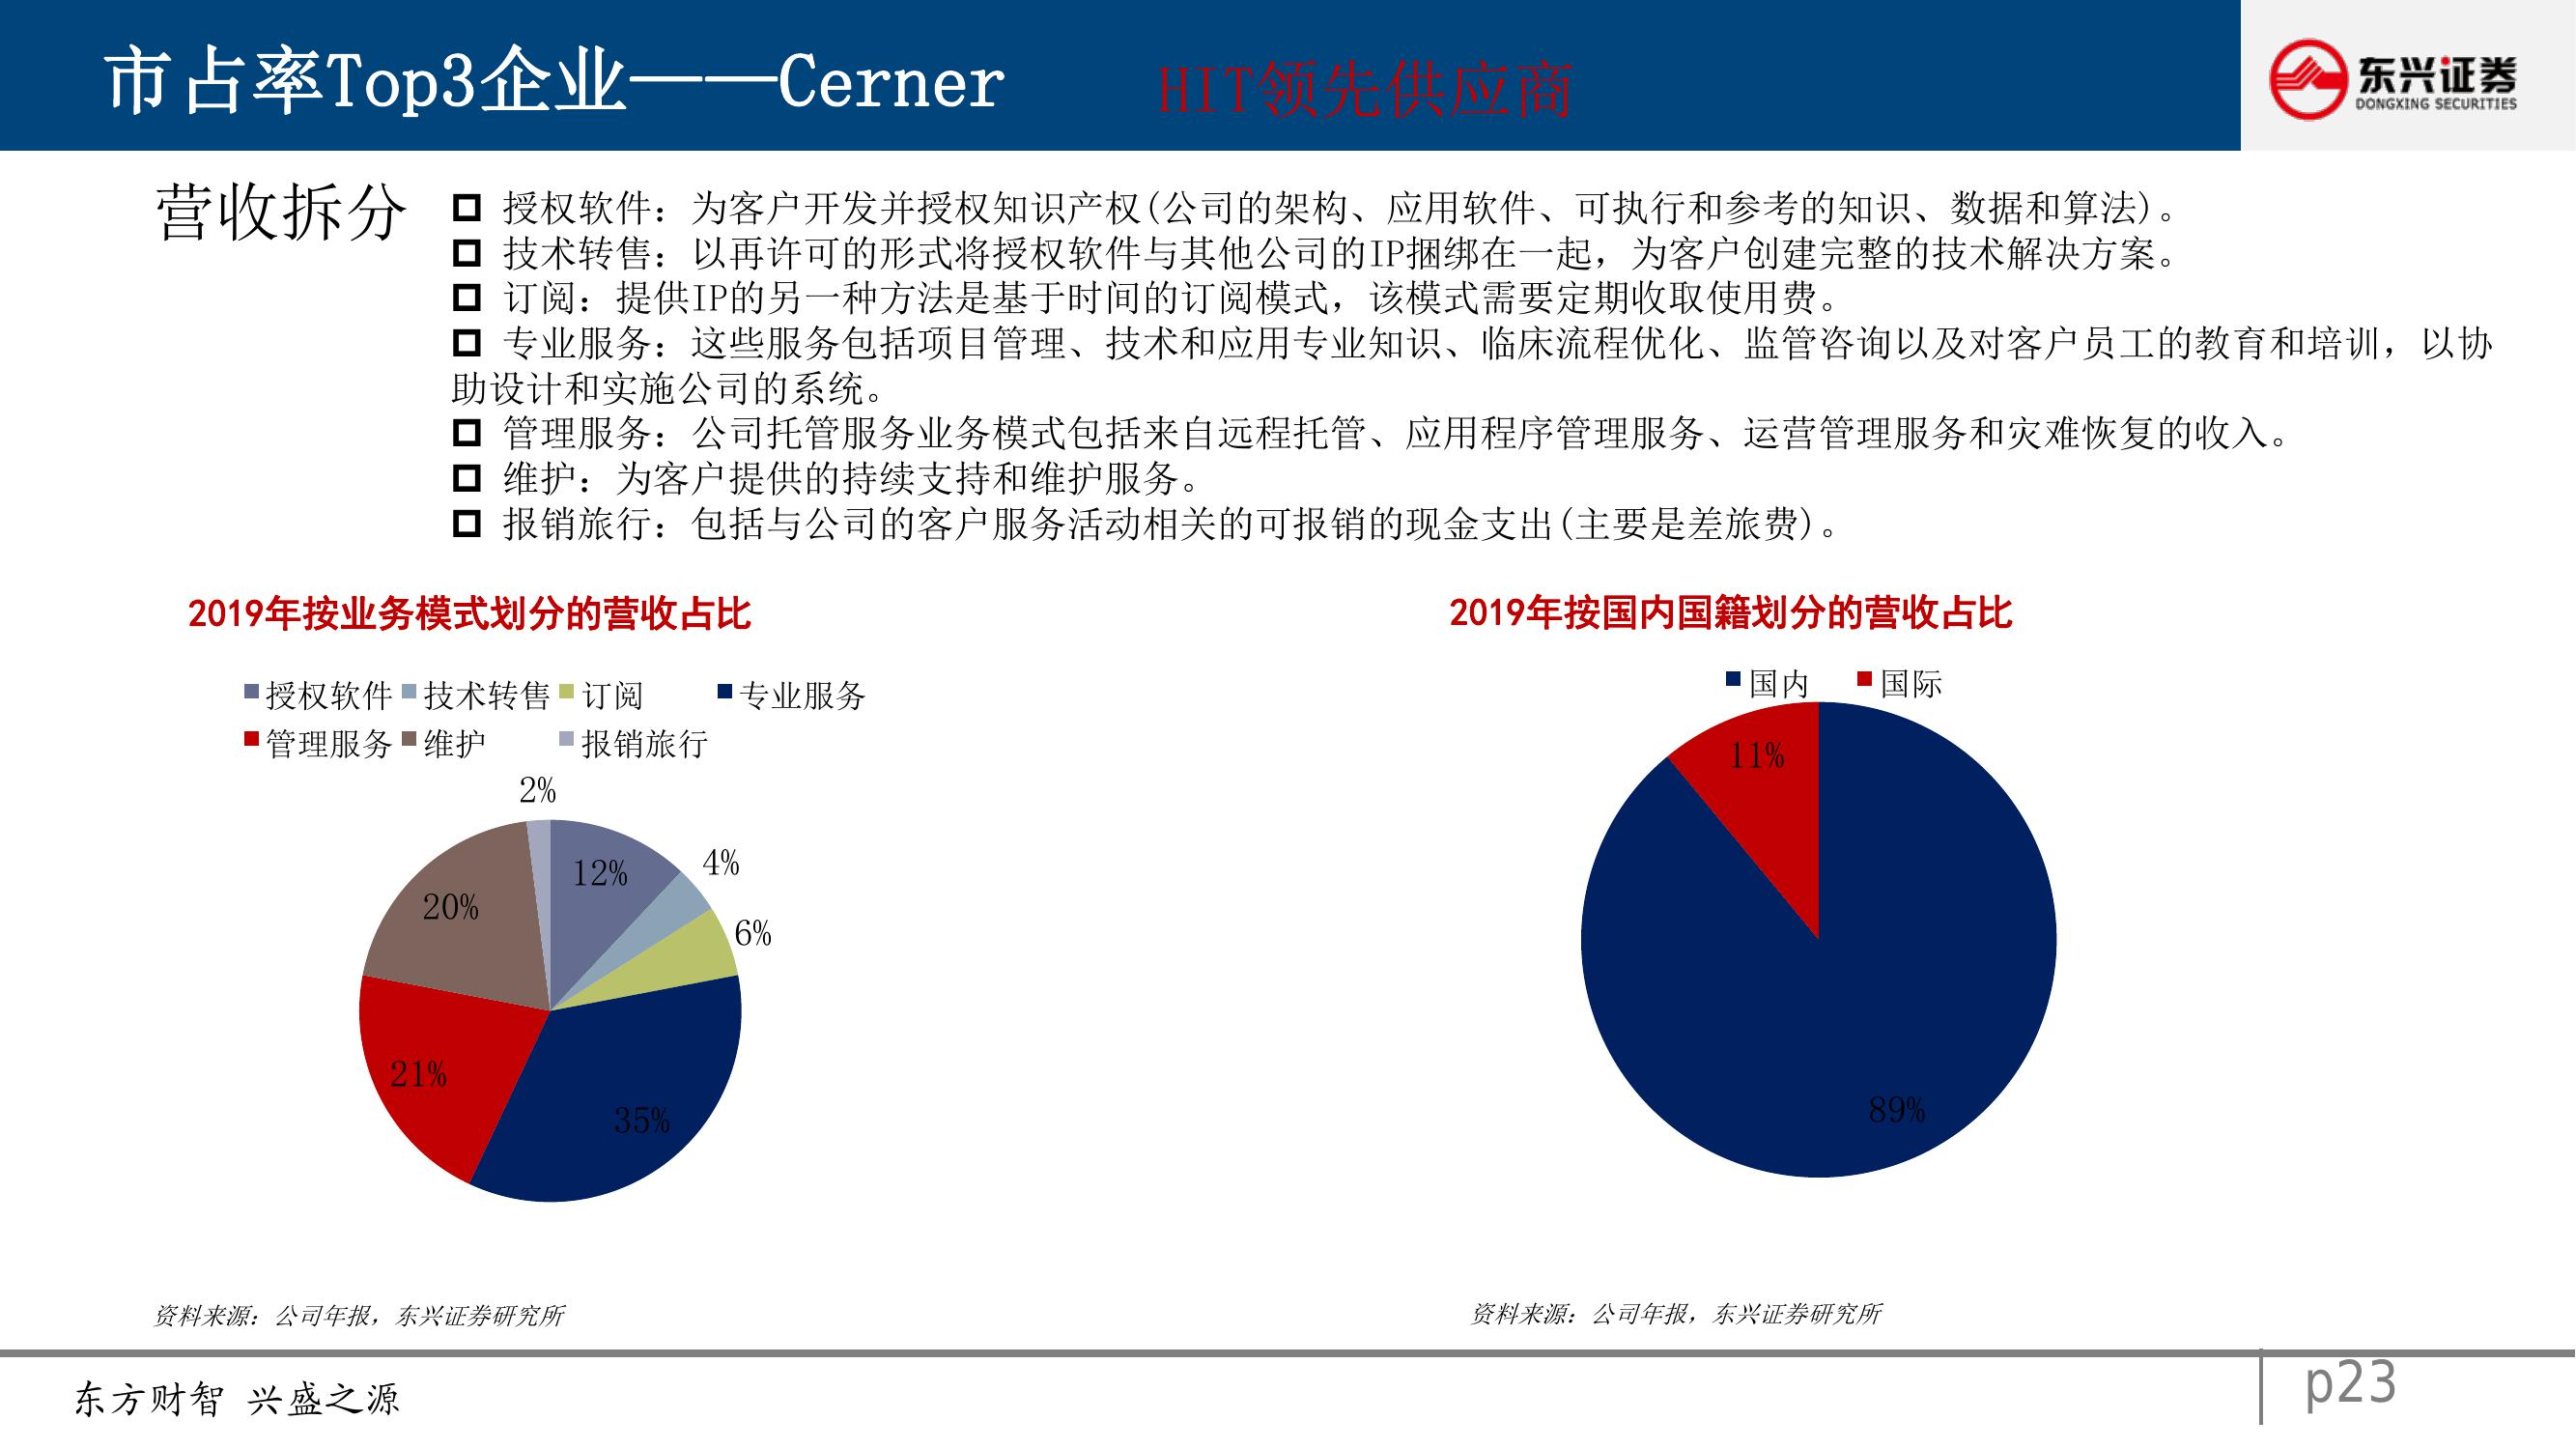 市占率Top3企业——Cerner
HIT领先供应商
东兴证券
DONGXING SECURITIES
营收拆分
授权软件：为客户开发并授权知识产权(公司的架构、应用软件、可执行和参考的知识、数据和算法)。
技术转售：以再许可的形式将授权软件与其他公司的IP捆绑在一起，为客户创建完整的技术解决方案。
订阅：提供IP的另一种方法是基于时间的订阅模式，该模式需要定期收取使用费。
专业服务：这些服务包括项目管理、技术和应用专业知识、临床流程优化、监管咨询以及对客户员工的教育和培训，以协
助设计和实施公司的系统。
管理服务：公司托管服务业务模式包括来自远程托管、应用程序管理服务、运营管理服务和灾难恢复的收入。
维护：为客户提供的持续支持和维护服务。
报销旅行：包括与公司的客户服务活动相关的可报销的现金支出(主要是差旅费)。
2019年按业务模式划分的营收占比
授权软件 技术转售 订阅 专业服务
管理服务 维护 报销旅行
2%
12%
4%
6%
20%
21%
35%
资料来源：公司年报，东兴证券研究所
2019年按国内国籍划分的营收占比
国内 国际
11%
89%
资料来源：公司年报，东兴证券研究所
东方财智 兴盛之源
p23